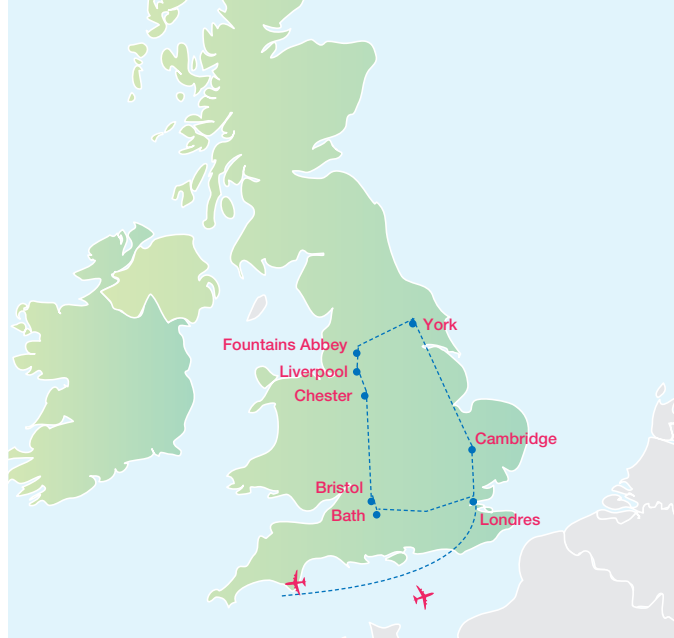 York
Fountains Abbey
Liverpool
Chester
Cambridge
Bristol
Bath
Londres